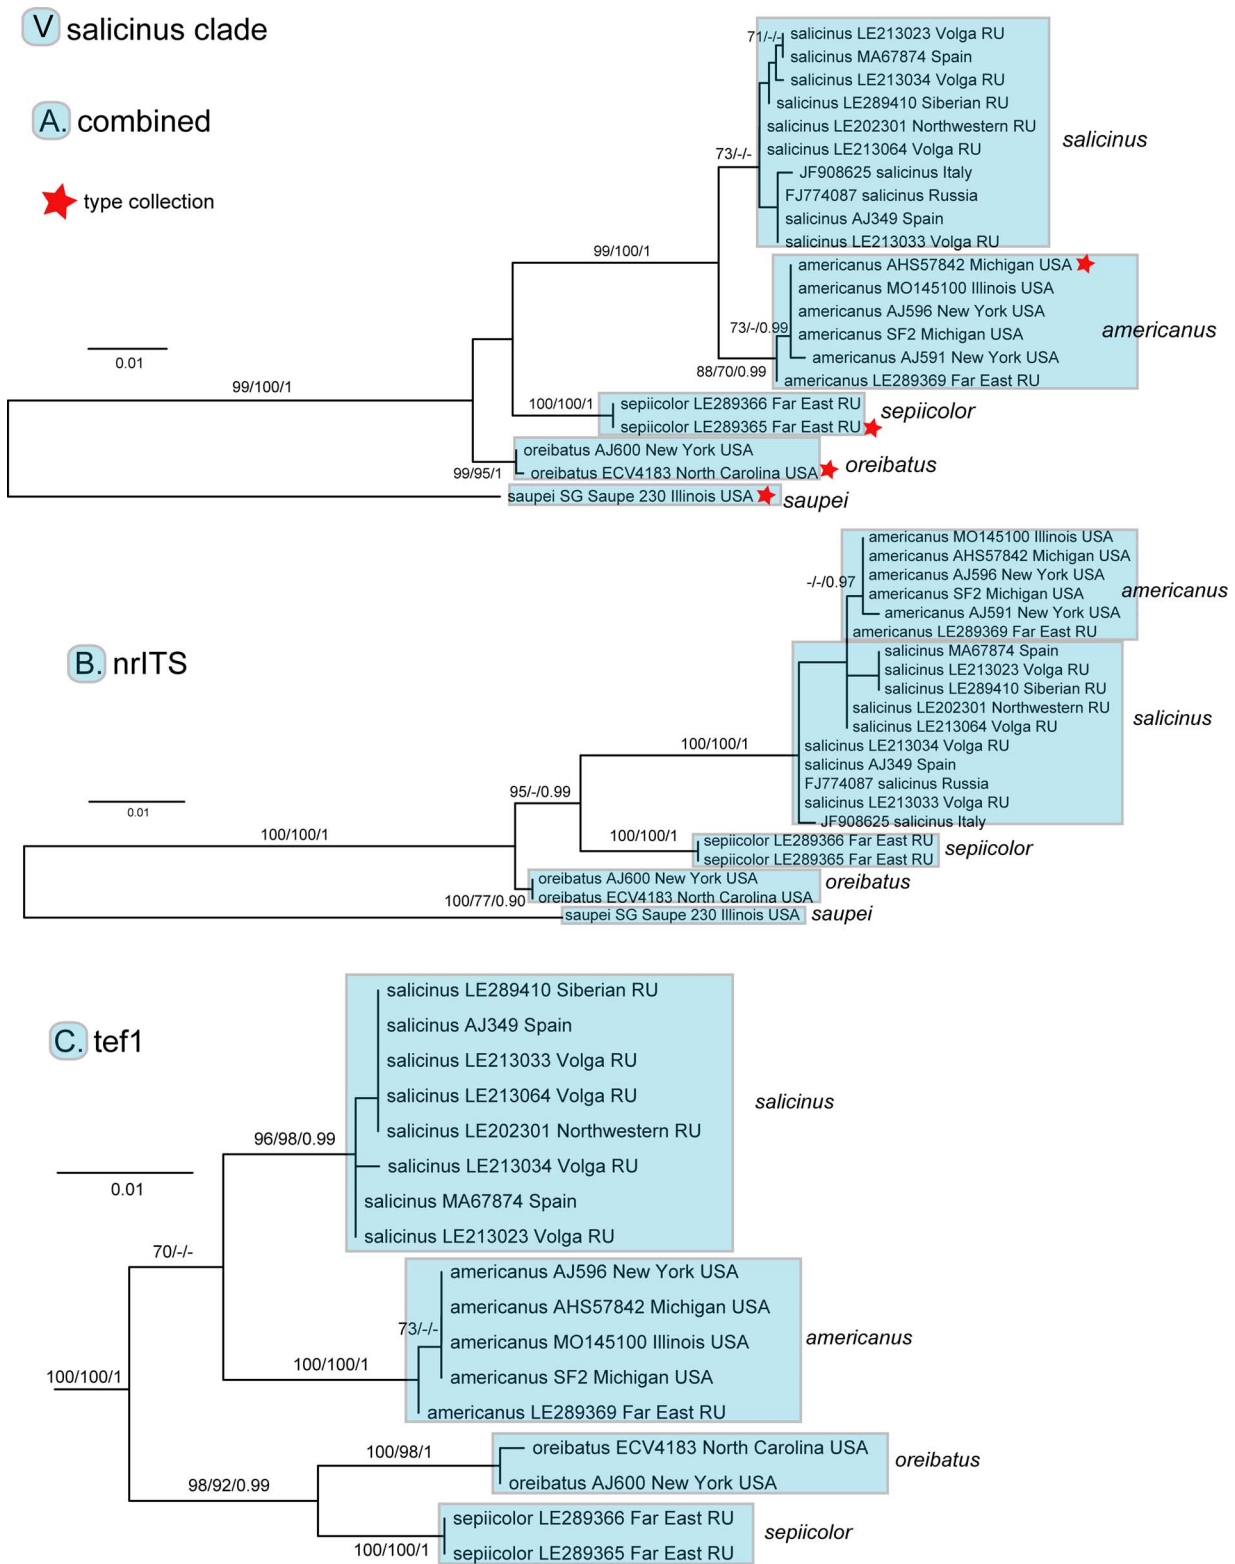 V salicinus clade
A. combined
type collection
71/-/-
salicinus LE213023 Volga RU
salicinus MA67874 Spain
salicinus LE213034 Volga RU
salicinus LE289410 Siberian RU
salicinus LE202301 Northwestern RU
salicinus LE213064 Volga RU
JF908625 salicinus Italy
FJ774087 salicinus Russia
salicinus AJ349 Spain
salicinus LE213033 Volga RU
salicinus
73/-/-
99/100/1
americanus AHS57842 Michigan USA
americanus MO145100 Illinois USA
americanus AJ596 New York USA
americanus SF2 Michigan USA
americanus AJ591 New York USA
americanus LE289369 Far East RU
americanus
73/-/0.99
88/70/0.99
0.01
99/100/1
100/100/1
sepiicolor LE289366 Far East RU
sepiicolor LE289365 Far East RU
sepiicolor
oreibatus AJ600 New York USA
oreibatus ECV4183 North Carolina USA
oreibatus
99/95/1
saupei SG Saupe 230 Illinois USA
saupei
B. nrITS
americanus MO145100 Illinois USA
americanus AHS57842 Michigan USA
americanus AJ596 New York USA
americanus SF2 Michigan USA
americanus AJ591 New York USA
americanus LE289369 Far East RU
americanus
-/-/0.97
salicinus MA67874 Spain
salicinus LE213023 Volga RU
salicinus LE289410 Siberian RU
salicinus LE202301 Northwestern RU
salicinus LE213064 Volga RU
salicinus LE213034 Volga RU
salicinus AJ349 Spain
FJ774087 salicinus Russia
salicinus LE213033 Volga RU
JF908625 salicinus Italy
salicinus
100/100/1
95/-/0.99
0.01
100/100/1
100/100/1
sepiicolor LE289366 Far East RU
sepiicolor LE289365 Far East RU
sepiicolor
oreibatus AJ600 New York USA
oreibatus ECV4183 North Carolina USA
oreibatus
100/77/0.90
saupei SG Saupe 230 Illinois USA
saupei
C. tef1
salicinus LE289410 Siberian RU
salicinus AJ349 Spain
salicinus LE213033 Volga RU
salicinus LE213064 Volga RU
salicinus LE202301 Northwestern RU
salicinus LE213034 Volga RU
salicinus MA67874 Spain
salicinus LE213023 Volga RU
salicinus
96/98/0.99
0.01
70/-/-
americanus AJ596 New York USA
americanus AHS57842 Michigan USA
americanus MO145100 Illinois USA
americanus SF2 Michigan USA
americanus LE289369 Far East RU
americanus
73/-/-
100/100/1
100/100/1
oreibatus ECV4183 North Carolina USA
oreibatus AJ600 New York USA
oreibatus
100/98/1
98/92/0.99
sepiicolor LE289366 Far East RU
sepiicolor LE289365 Far East RU
sepiicolor
100/100/1